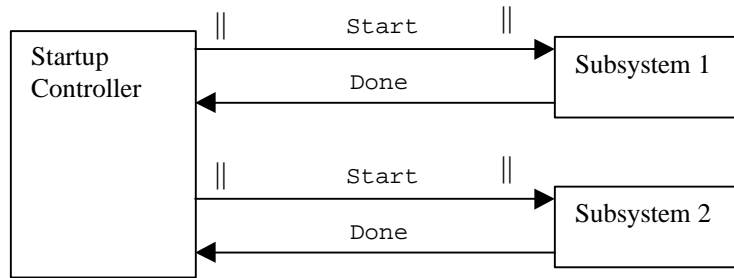 || Start ||
Startup
Controller
Subsystem 1
Done
|| Start ||
Subsystem 2
Done